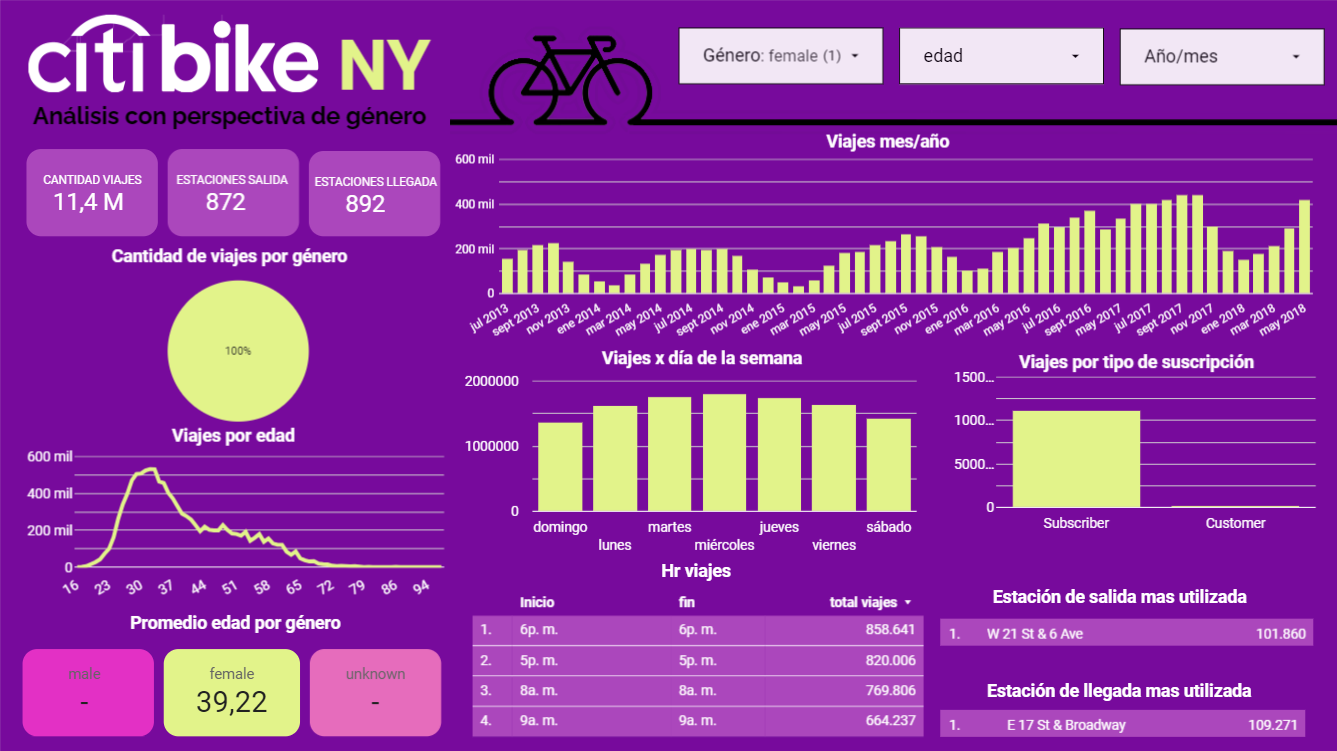 citi bike NY
Análisis con perspectiva de género
Género: female (1)
edad
Año/mes
CANTIDAD VIAJES
11,4 M
ESTACIONES SALIDA
872
ESTACIONES LLEGADA
892
Viajes mes/año
600 mil
400 mil
200 mil
0
jul 2013
sept 2013
nov 2013
ene 2014
mar 2014
may 2014
jul 2014
sept 2014
nov 2014
ene 2015
mar 2015
may 2015
jul 2015
sept 2015
nov 2015
ene 2016
mar 2016
may 2016
jul 2016
sept 2016
may 2017
jul 2017
sept 2017
nov 2017
ene 2018
mar 2018
may 2018
Cantidad de viajes por género
100%
Viajes por edad
600 mil
400 mil
200 mil
0
16
23
30
37
44
51
58
65
72
79
86
94
Promedio edad por género
male
-
female
39,22
unknown
-
Viajes x día de la semana
2000000
1000000
0
domingo
lunes
martes
miércoles
jueves
viernes
sábado
Viajes por tipo de suscripción
1500...
1000...
5000...
0
Subscriber
Customer
Hr viajes
Inicio fin total viajes
1. 6p. m. 6p. m. 858.641
2. 5p. m. 5p. m. 820.006
3. 8a. m. 8a. m. 769.806
4. 9a. m. 9a. m. 664.237
Estación de salida mas utilizada
1. W 21 St & 6 Ave 101.860
Estación de llegada mas utilizada
1. E 17 St & Broadway 109.271